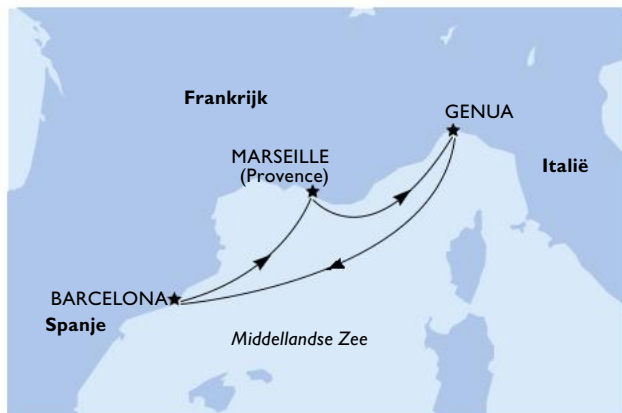 Frankrijk
GENUA
MARSEILLE
(Provence)
Italië
BARCELONA
Spanje
Middellandse Zee